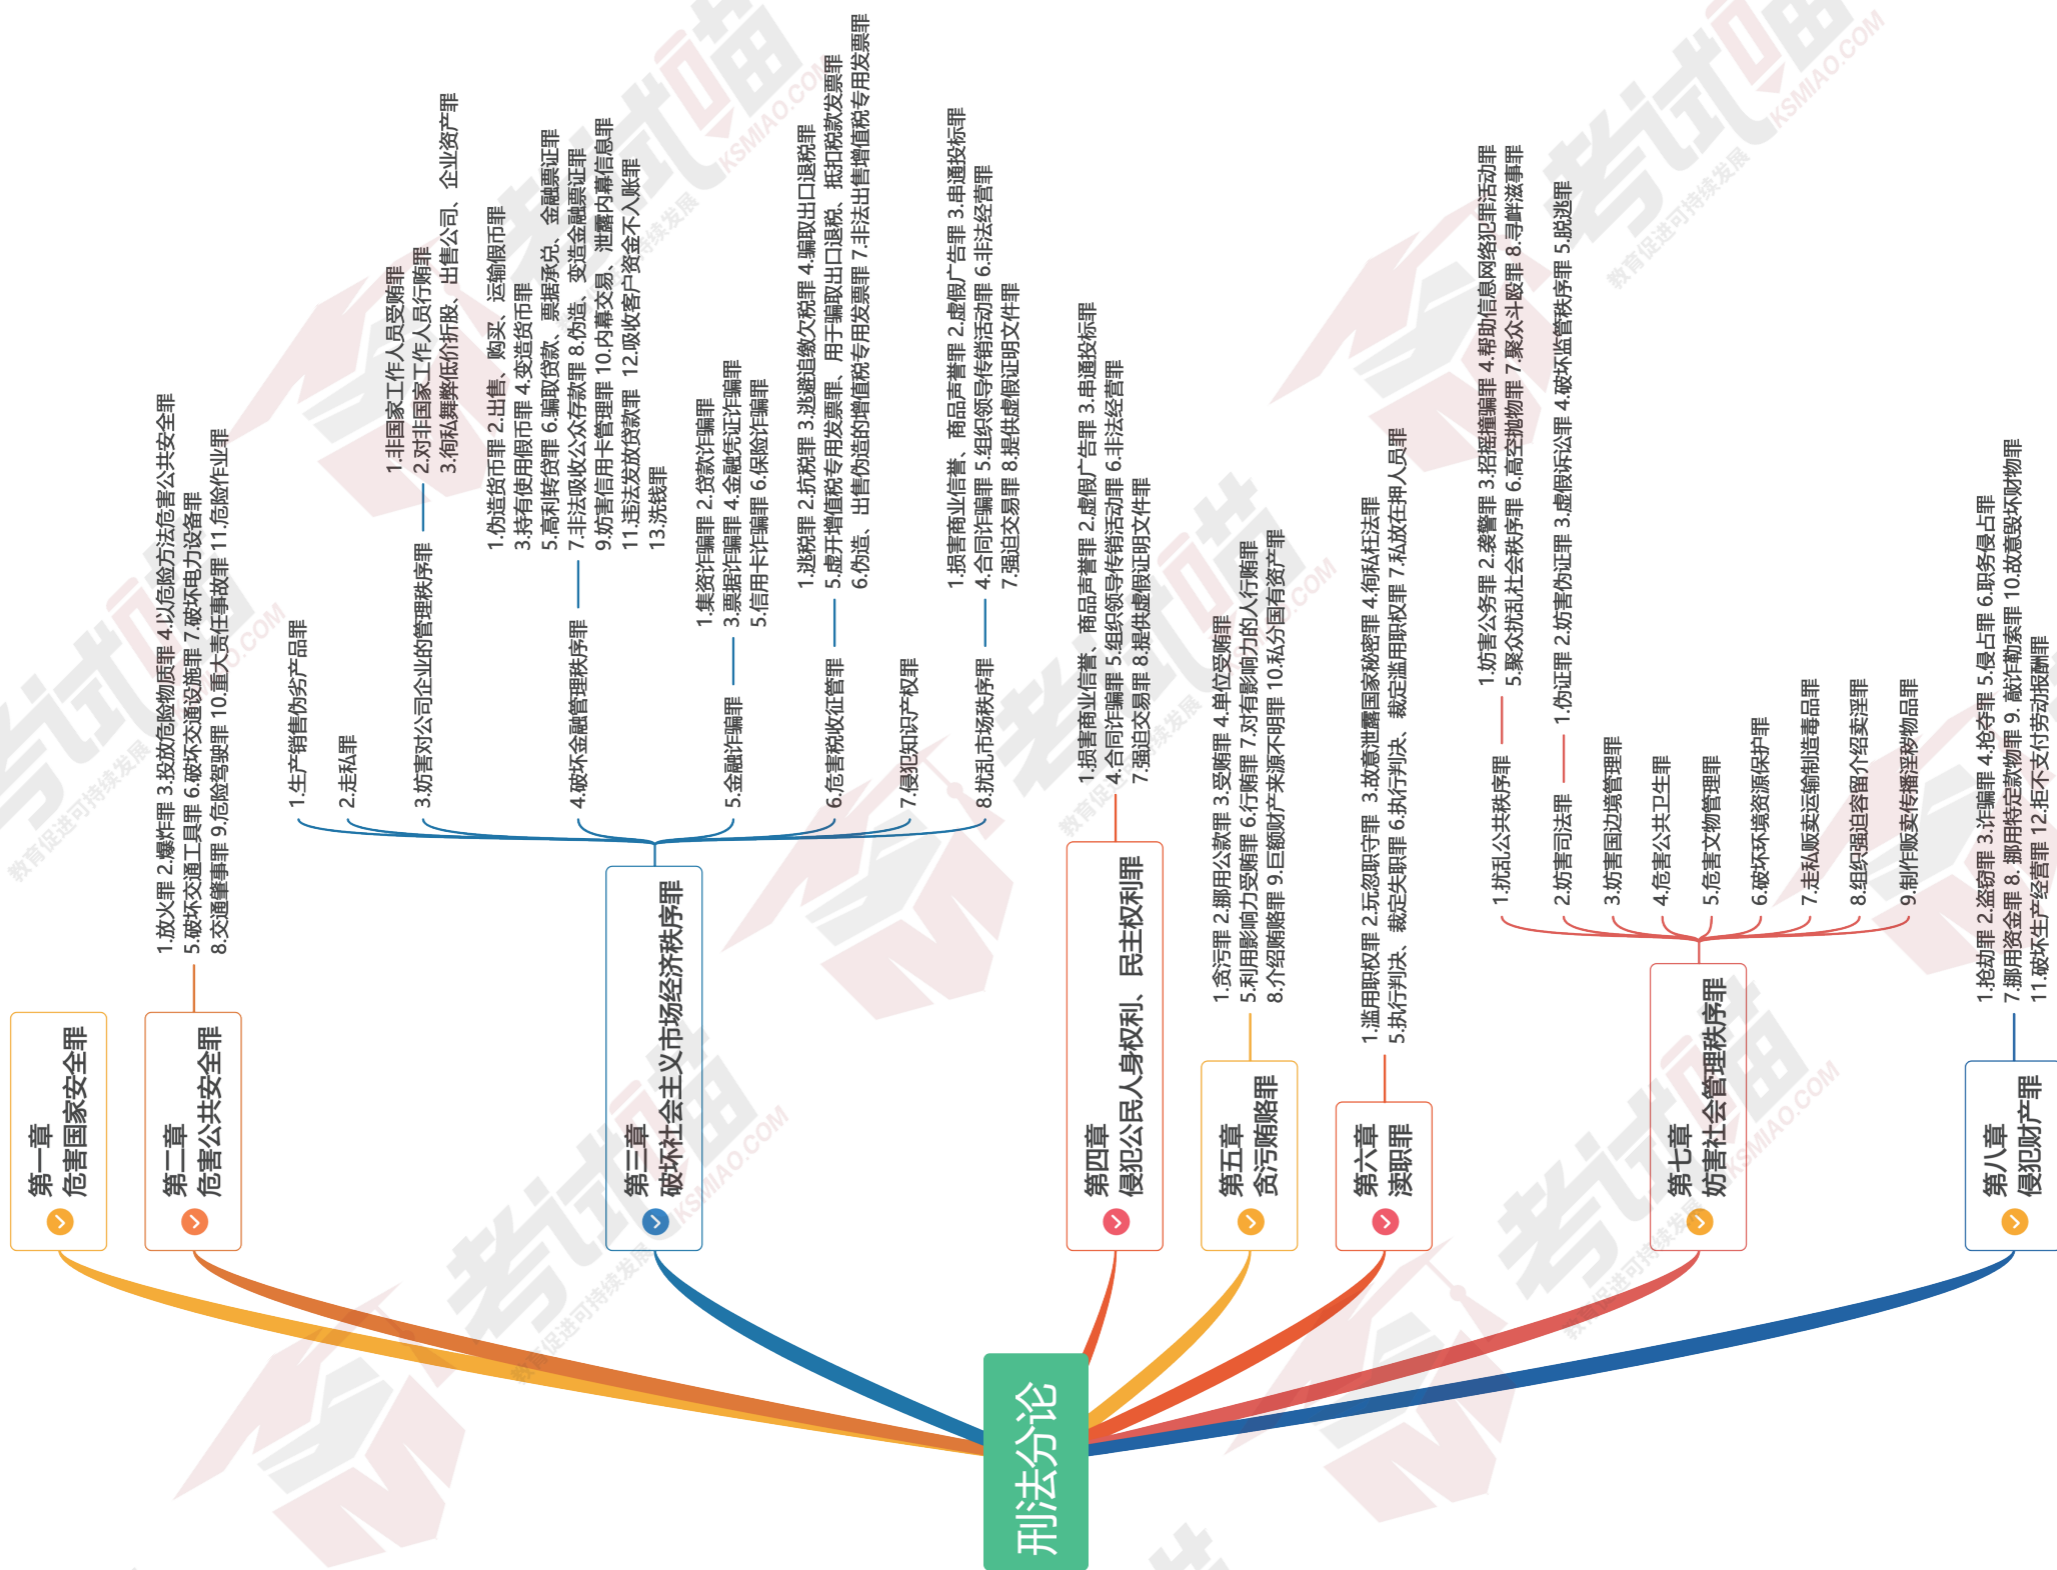 刑法分论
第一章
危害国家安全罪
第二章
危害公共安全罪
1.放火罪 2.爆炸罪 3.投放危险物质罪 4.以危险方法危害公共安全罪
5.破坏交通工具罪 6.破坏交通设施罪 7.破坏电力设备罪
8.交通肇事罪 9.危险驾驶罪 10.重大责任事故罪 11.危险作业罪
第三章
破坏社会主义市场经济秩序罪
1.生产销售伪劣产品罪
2.走私罪
3.妨害对公司企业的管理秩序罪
1.非国家工作人员受贿罪
2.对非国家工作人员行贿罪
3.徇私舞弊低价折股、出售公司、企业资产罪
4.破坏金融管理秩序罪
1.伪造货币罪 2.出售、购买、运输假币罪
3.持有使用假币罪 4.变造货币罪
5.高利转贷罪 6.骗取贷款、票据承兑、金融票证罪
7.非法吸收公众存款罪 8.伪造、变造金融票证罪
9.妨害信用卡管理罪 10.内幕交易、泄露内幕信息罪
11.违法发放贷款罪 12.吸收客户资金不入账罪
13.洗钱罪
5.金融诈骗罪
1.集资诈骗罪 2.贷款诈骗罪
3.票据诈骗罪 4.金融凭证诈骗罪
5.信用卡诈骗罪 6.保险诈骗罪
6.危害税收征管罪
1.逃税罪 2.抗税罪 3.逃避追缴欠税罪 4.骗取出口退税罪
5.虚开增值税专用发票罪、用于骗取出口退税、抵扣税款发票罪
6.伪造、出售伪造的增值税专用发票罪 7.非法出售增值税专用发票罪
7.侵犯知识产权罪
8.扰乱市场秩序罪
1.损害商业信誉、商品声誉罪 2.虚假广告罪 3.串通投标罪
4.合同诈骗罪 5.组织领导传销活动罪 6.非法经营罪
7.强迫交易罪 8.提供虚假证明文件罪
第四章
侵犯公民人身权利、民主权利罪
1.损害商业信誉、商品声誉罪 2.虚假广告罪 3.串通投标罪
4.合同诈骗罪 5.组织领导传销活动罪 6.非法经营罪
7.强迫交易罪 8.提供虚假证明文件罪
第五章
贪污贿赂罪
1.贪污罪 2.挪用公款罪 3.受贿罪 4.单位受贿罪
5.利用影响力受贿罪 6.行贿罪 7.对有影响力的人行贿罪
8.介绍贿赂罪 9.巨额财产来源不明罪 10.私分国有资产罪
第六章
渎职罪
1.滥用职权罪 2.玩忽职守罪 3.故意泄露国家秘密罪 4.徇私枉法罪
5.执行判决、裁定失职罪 6.执行判决、裁定滥用职权罪 7.私放在押人员罪
第七章
妨害社会管理秩序罪
1.扰乱公共秩序罪
1.妨害公务罪 2.袭警罪 3.招摇撞骗罪 4.帮助信息网络犯罪活动罪
5.聚众扰乱社会秩序罪 6.高空抛物罪 7.聚众斗殴罪 8.寻衅滋事罪
2.妨害司法罪
1.伪证罪 2.妨害作证罪 3.虚假诉讼罪 4.破坏监管秩序罪 5.脱逃罪
3.妨害国边境管理罪
4.危害公共卫生罪
5.危害文物管理罪
6.破坏环境资源保护罪
7.走私贩卖运输制造毒品罪
8.组织强迫容留介绍卖淫罪
9.制作贩卖传播淫秽物品罪
第八章
侵犯财产罪
1.抢劫罪 2.盗窃罪 3.诈骗罪 4.抢夺罪 5.侵占罪 6.职务侵占罪
7.挪用资金罪 8. 挪用特定款物罪 9. 敲诈勒索罪 10.故意毁坏财物罪
11.破坏生产经营罪 12.拒不支付劳动报酬罪
考试喵
KSMIAO.COM
教育促进可持续发展